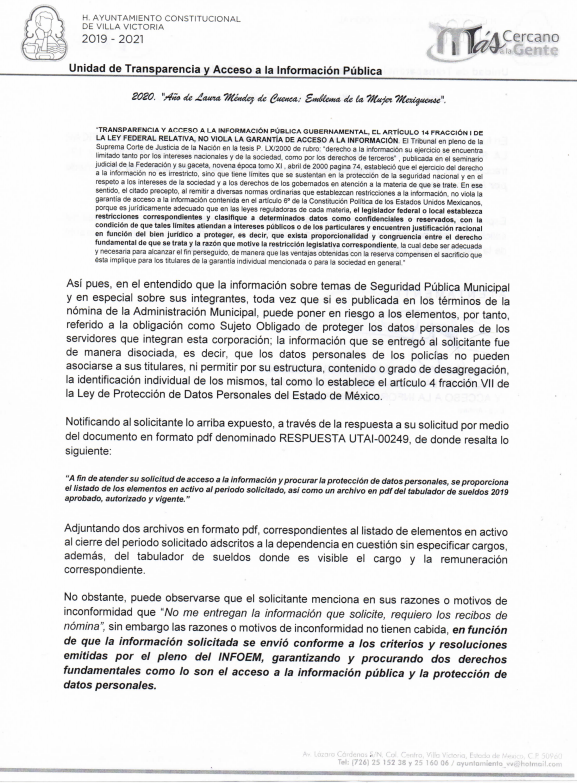 H. AYUNTAMIENTO CONSTITUCIONAL
DE VILLA VICTORIA
2019 - 2021
Más Cercano
a la Gente
Unidad de Transparencia y Acceso a la Información Pública
2020. "Año de Laura Méndez de Cuenca; Emblema de la Mujer Mexiquense".
"TRANSPARENCIA Y ACCESO A LA INFORMACIÓN PÚBLICA GUBERNAMENTAL, EL ARTÍCULO 14 FRACCIÓN I DE
LA LEY FEDERAL RELATIVA, NO VIOLA LA GARANTÍA DE ACCESO A LA INFORMACIÓN. El Tribunal en pleno de la
Suprema Corte de Justicia de la Nación en la tesis P. LX/2000 de rubro: "derecho a la información su ejercicio se encuentra
limitado tanto por los intereses nacionales y de la sociedad, como por los derechos de terceros" , publicada en el seminario
judicial de la Federación y su gaceta, novena época tomo XI , abril de 2000 pagina 74, estableció que el ejercicio del derecho
a la información no es irrestricto, sino que tiene límites que se sustentan en la protección de la seguridad nacional y en el
respeto a los intereses de la sociedad y a los derechos de los gobernados en atención a la materia de que se trate. En ese
sentido, el citado precepto, al remitir a diversas normas ordinarias que establezcan restricciones a la información, no viola la
garantía de acceso a la información contenida en el artículo 6º de la Constitución Política de los Estados Unidos Mexicanos,
porque es jurídicamente adecuado que en las leyes reguladoras de cada materia, el legislador federal o local establezca
restricciones correspondientes y clasifique a determinados datos como confidenciales o reservados, con la
condición de que tales límites atiendan a intereses públicos o de los particulares y encuentren justificación racional
en función del bien jurídico a proteger, es decir, que exista proporcionalidad y congruencia entre el derecho
fundamental de que se trata y la razón que motive la restricción legislativa correspondiente, la cual debe ser adecuada
y necesaria para alcanzar el fin perseguido, de manera que las ventajas obtenidas con la reserva compensen el sacrificio que
ésta implique para los titulares de la garantía individual mencionada o para la sociedad en general."
Así pues, en el entendido que la información sobre temas de Seguridad Pública Municipal
y en especial sobre sus integrantes, toda vez que si es publicada en los términos de la
nómina de la Administración Municipal, puede poner en riesgo a los elementos, por tanto,
referido a la obligación como Sujeto Obligado de proteger los datos personales de los
servidores que integran esta corporación; la información que se entregó al solicitante fue
de manera disociada, es decir, que los datos personales de los policías no pueden
asociarse a sus titulares, ni permitir por su estructura, contenido o grado de desagregación,
la identificación individual de los mismos, tal como lo establece el artículo 4 fracción VII de
la Ley de Protección de Datos Personales del Estado de México.
Notificando al solicitante lo arriba expuesto, a través de la respuesta a su solicitud por medio
del documento en formato pdf denominado RESPUESTA UTAI-00249, de donde resalta lo
siguiente:
"A fin de atender su solicitud de acceso a la información y procurar la protección de datos personales, se proporciona
el listado de los elementos en activo al periodo solicitado, así como un archivo en pdf del tabulador de sueldos 2019
aprobado, autorizado y vigente."
Adjuntando dos archivos en formato pdf, correspondientes al listado de elementos en activo
al cierre del periodo solicitado adscritos a la dependencia en cuestión sin especificar cargos,
además, del tabulador de sueldos donde es visible el cargo y la remuneración
correspondiente.
No obstante, puede observarse que el solicitante menciona en sus razones o motivos de
inconformidad que "No me entregan la información que solicite, requiero los recibos de
nómina", sin embargo las razones o motivos de inconformidad no tienen cabida, en función
de que la información solicitada se envió conforme a los criterios y resoluciones
emitidas por el pleno del INFOEM, garantizando y procurando dos derechos
fundamentales como lo son el acceso a la información pública y la protección de
datos personales.
Av. Lázaro Cárdenas S/N, Col. Centro, Villa Victoria, Estado de México, C.P.
Tel: (726) 25 152 38 y 25 160 86 / ayuntamiento_vv@hotmail.com